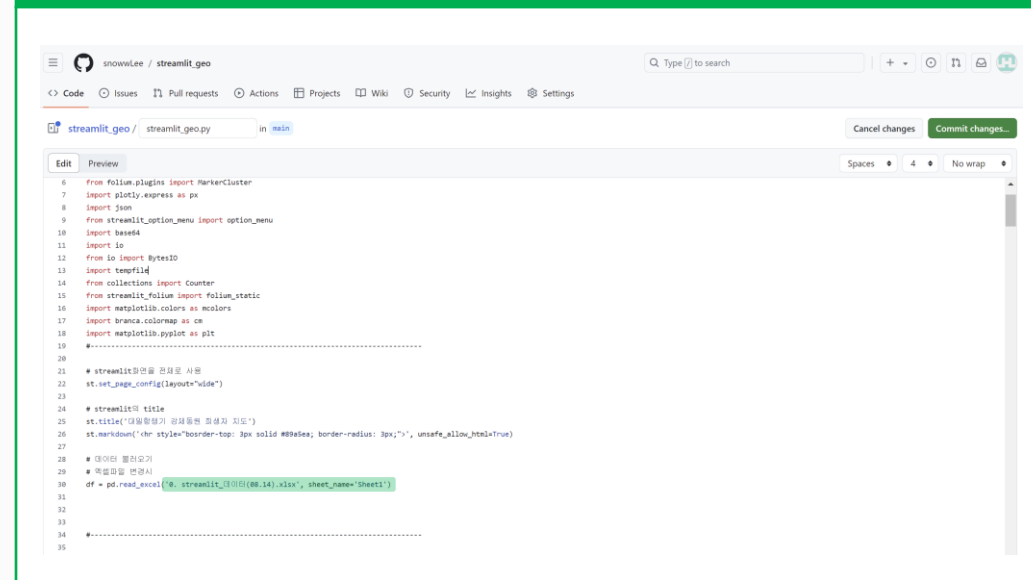 snowwLee / streamlit_geo
Type / to search
Code Issues Pull requests Actions Projects Wiki Security Insights Settings
streamlit_geo / streamlit_geo.py in main
Cancel changes Commit changes...
Edit Preview
Spaces 4 No wrap
6 from folium.plugins import MarkerCluster
7 import plotly.express as px
8 import json
9 from streamlit_option_menu import option_menu
10 import base64
11 import io
12 from io import BytesIO
13 import tempfile
14 from collections import Counter
15 from streamlit_folium import folium_static
16 import matplotlib.colors as mcolors
17 import branca.colormap as cm
18 import matplotlib.pyplot as plt
19 #-------------------------------------------------------------------------------
20
21 # streamlit화면을 전체로 사용
22 st.set_page_config(layout="wide")
23
24 # streamlit의 title
25 st.title('대일항쟁기 강제동원 희생자 지도')
26 st.markdown('<hr style="bosrder-top: 3px solid #89a5ea; border-radius: 3px;">', unsafe_allow_html=True)
27
28 # 데이터 불러오기
29 # 엑셀파일 변경시
30 df = pd.read_excel('0. streamlit_데이터(08.14).xlsx', sheet_name='Sheet1')
31
32
33
34 #-------------------------------------------------------------------------------
35